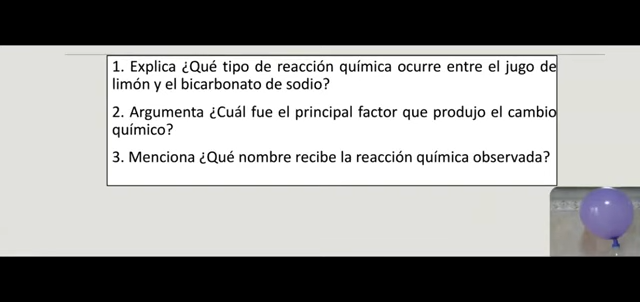 1. Explica ¿Qué tipo de reacción química ocurre entre el jugo de
limón y el bicarbonato de sodio?
2. Argumenta ¿Cuál fue el principal factor que produjo el cambio
químico?
3. Menciona ¿Qué nombre recibe la reacción química observada?